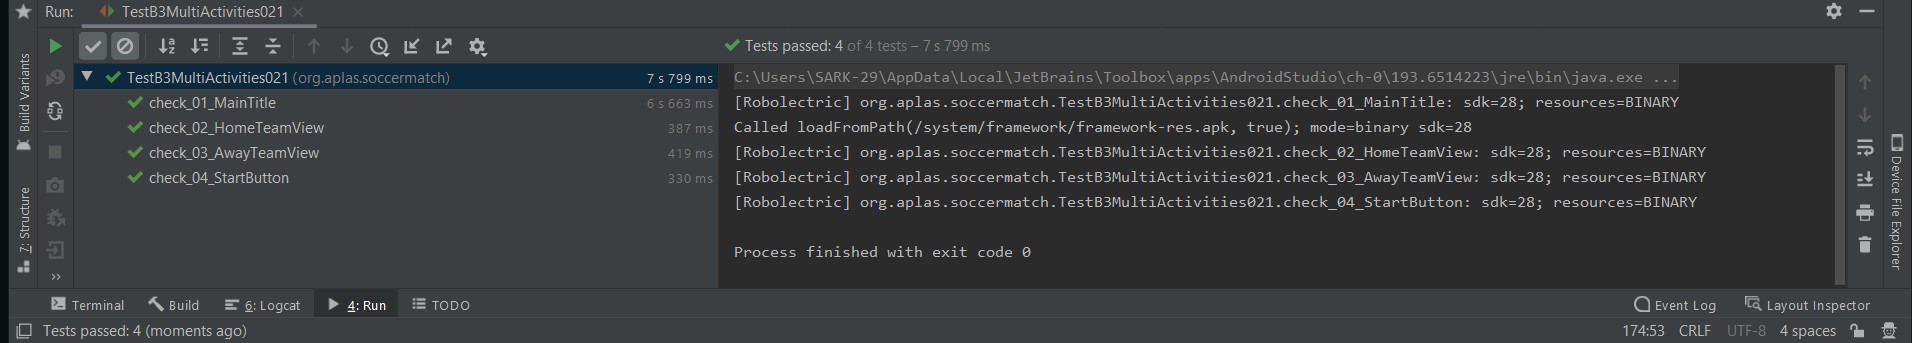 Run: TestB3MultiActivities021
Tests passed: 4 of 4 tests – 7 s 799 ms
TestB3MultiActivities021 (org.aplas.soccermatch) 7 s 799 ms
check_01_MainTitle 6 s 663 ms
check_02_HomeTeamView 387 ms
check_03_AwayTeamView 419 ms
check_04_StartButton 330 ms
C:\Users\SARK-29\AppData\Local\JetBrains\Toolbox\apps\AndroidStudio\ch-0\193.6514223\jre\bin\java.exe ...
[Robolectric] org.aplas.soccermatch.TestB3MultiActivities021.check_01_MainTitle: sdk=28; resources=BINARY
Called loadFromPath(/system/framework/framework-res.apk, true); mode=binary sdk=28
[Robolectric] org.aplas.soccermatch.TestB3MultiActivities021.check_02_HomeTeamView: sdk=28; resources=BINARY
[Robolectric] org.aplas.soccermatch.TestB3MultiActivities021.check_03_AwayTeamView: sdk=28; resources=BINARY
[Robolectric] org.aplas.soccermatch.TestB3MultiActivities021.check_04_StartButton: sdk=28; resources=BINARY
Process finished with exit code 0
Build Variants
7: Structure
Device File Explorer
Terminal Build 6: Logcat 4: Run TODO Event Log Layout Inspector
Tests passed: 4 (moments ago) 174:53 CRLF UTF-8 4 spaces